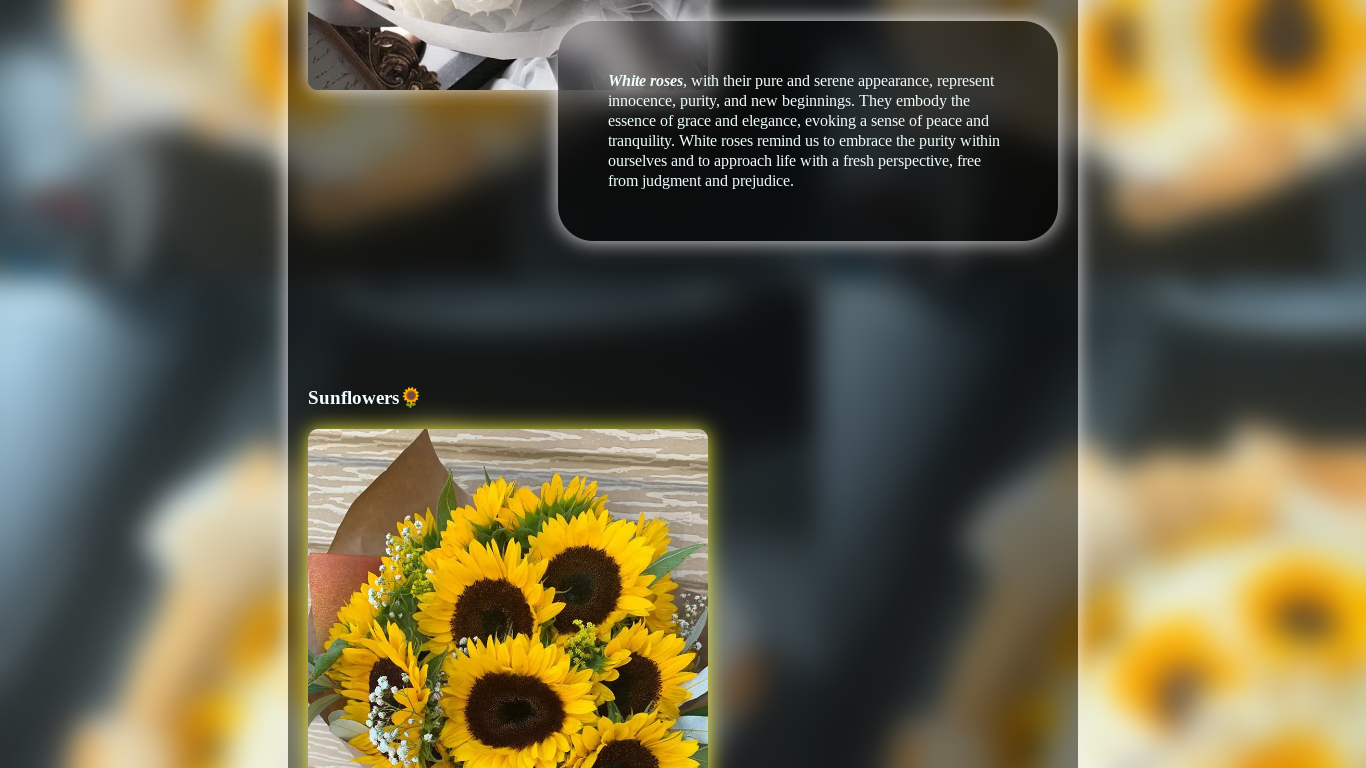 White roses, with their pure and serene appearance, represent
innocence, purity, and new beginnings. They embody the
essence of grace and elegance, evoking a sense of peace and
tranquility. White roses remind us to embrace the purity within
ourselves and to approach life with a fresh perspective, free
from judgment and prejudice.
Sunflowers🌻